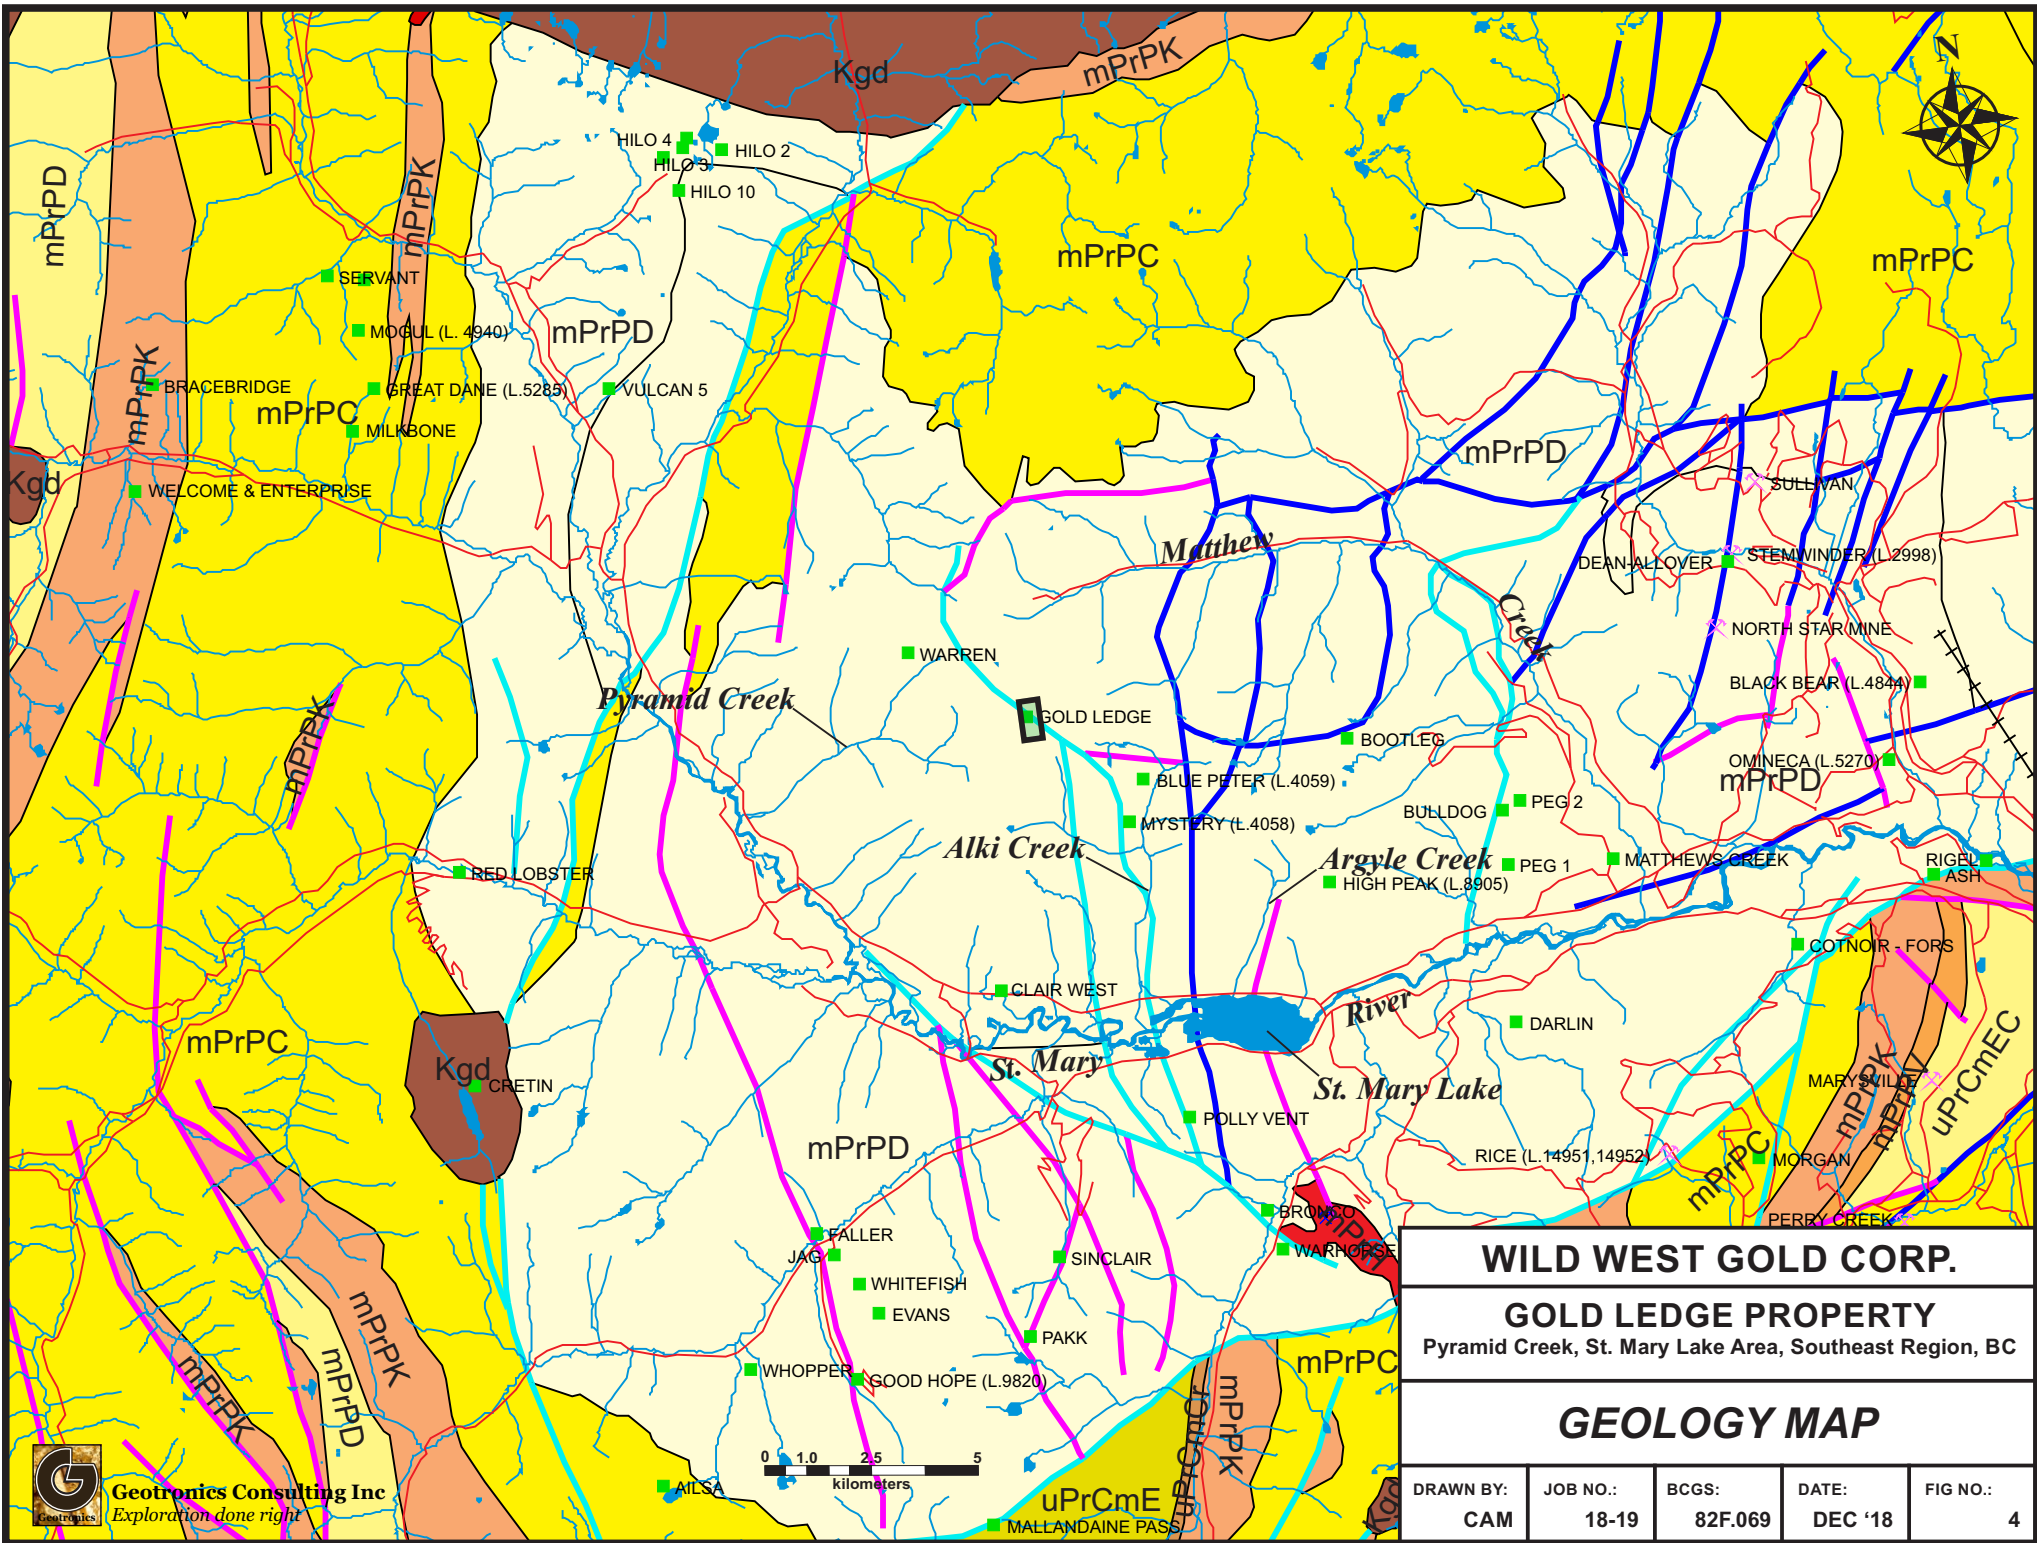 Kgd
mPrPK
N
HILO 4
HILO 2
HILO 3
HILO 10
mPrPD
mPrPK
mPrPC
mPrPC
SERVANT
mPrPD
MOGUL (L. 4940)
mPrPK
BRACEBRIDGE
mPrPC
GREAT DANE (L.5285)
VULCAN 5
MILKBONE
mPrPD
Kgd
WELCOME & ENTERPRISE
SULLIVAN
Matthew
Creek
DEAN-ALLOVER
STEMWINDER (L.2998)
NORTH STAR MINE
WARREN
BLACK BEAR (L.4844)
Pyramid Creek
mPrPK
GOLD LEDGE
BOOTLEG
OMINECA (L.5270)
mPrPD
BLUE PETER (L.4059)
PEG 2
BULLDOG
MYSTERY (L.4058)
Alki Creek
Argyle Creek
PEG 1
MATTHEWS CREEK
RIGEL
ASH
RED LOBSTER
HIGH PEAK (L.8905)
COTNOIR - FORS
CLAIR WEST
River
DARLIN
mPrPC
St. Mary
Kgd
CRETIN
St. Mary Lake
MARYSVILLE
mPrPK
mPrPMV
uPrCmEC
POLLY VENT
mPrPD
RICE (L.14951,14952)
mPrPC
MORGAN
BRONCO
PERRY CREEK
FALLER
JAG
SINCLAIR
WARHORSE
WHITEFISH
EVANS
PAKK
mPrPK
mPrPD
mPrPK
WHOPPER
GOOD HOPE (L.9820)
mPrPC
uPrCmCr
mPrPK
Kgd
AILSA
uPrCmE
MALLANDAINE PASS
0 1.0 2.5 5
kilometers
Geotronics
Geotronics Consulting Inc
Exploration done right
WILD WEST GOLD CORP.
GOLD LEDGE PROPERTY
Pyramid Creek, St. Mary Lake Area, Southeast Region, BC
GEOLOGY MAP
DRAWN BY: JOB NO.: BCGS: DATE: FIG NO.:
CAM 18-19 82F.069 DEC ‘18 4